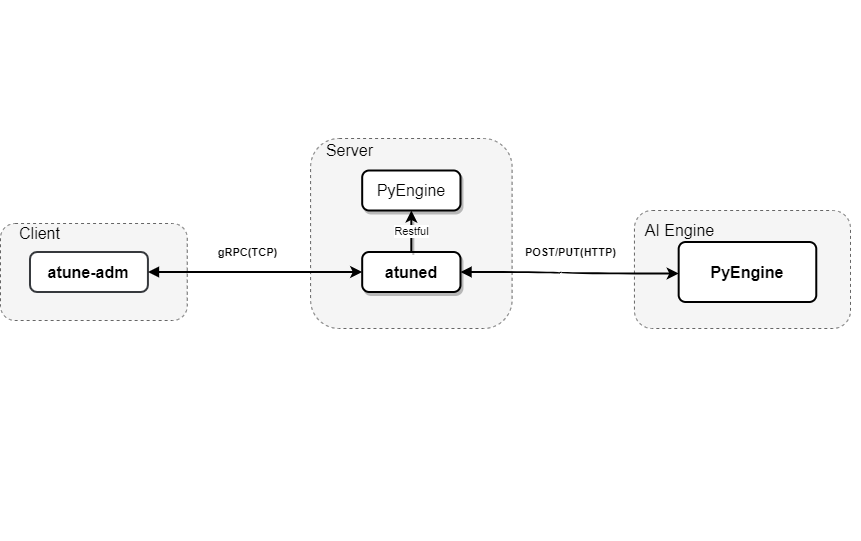 Server
PyEngine
Restful
Client
gRPC(TCP)
POST/PUT(HTTP)
AI Engine
atune-adm
atuned
PyEngine